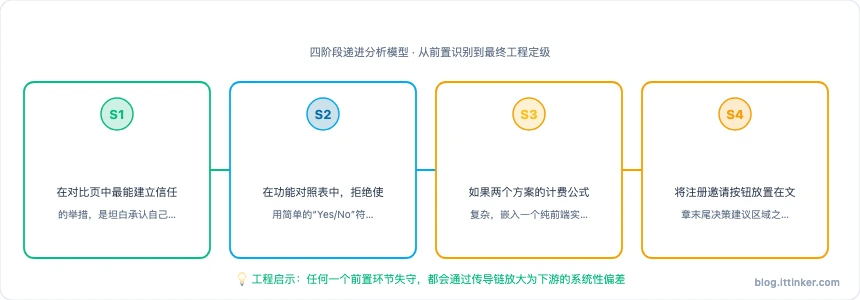 四阶段递进分析模型 · 从前置识别到最终工程定级
S1
在对比页中最能建立信任
的举措，是坦白承认自己...
S2
在功能对照表中，拒绝使
用简单的“Yes/No”符...
S3
如果两个方案的计费公式
复杂，嵌入一个纯前端实...
S4
将注册邀请按钮放置在文
章末尾决策建议区域之...
💡 工程启示：任何一个前置环节失守，都会通过传导链放大为下游的系统性偏差
blog.ittinker.com